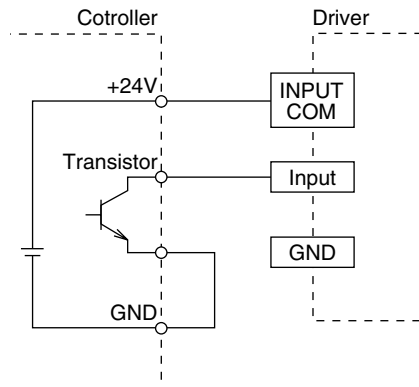 Cotroller
Driver
+24V
INPUT
COM
Transistor
Input
GND
GND